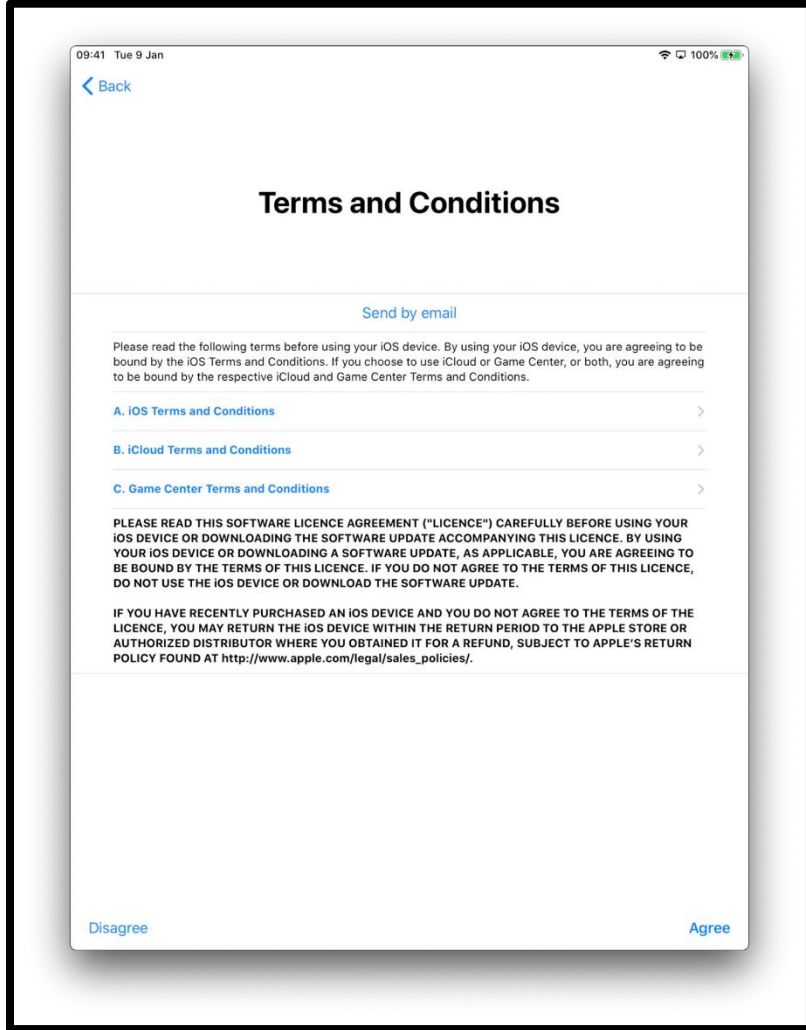 09:41 Tue 9 Jan 100%
Back
Terms and Conditions
Send by email
Please read the following terms before using your iOS device. By using your iOS device, you are agreeing to be
bound by the iOS Terms and Conditions. If you choose to use iCloud or Game Center, or both, you are agreeing
to be bound by the respective iCloud and Game Center Terms and Conditions.
A. iOS Terms and Conditions
B. iCloud Terms and Conditions
C. Game Center Terms and Conditions
PLEASE READ THIS SOFTWARE LICENCE AGREEMENT ("LICENCE") CAREFULLY BEFORE USING YOUR
iOS DEVICE OR DOWNLOADING THE SOFTWARE UPDATE ACCOMPANYING THIS LICENCE. BY USING
YOUR iOS DEVICE OR DOWNLOADING A SOFTWARE UPDATE, AS APPLICABLE, YOU ARE AGREEING TO
BE BOUND BY THE TERMS OF THIS LICENCE. IF YOU DO NOT AGREE TO THE TERMS OF THIS LICENCE,
DO NOT USE THE iOS DEVICE OR DOWNLOAD THE SOFTWARE UPDATE.
IF YOU HAVE RECENTLY PURCHASED AN iOS DEVICE AND YOU DO NOT AGREE TO THE TERMS OF THE
LICENCE, YOU MAY RETURN THE iOS DEVICE WITHIN THE RETURN PERIOD TO THE APPLE STORE OR
AUTHORIZED DISTRIBUTOR WHERE YOU OBTAINED IT FOR A REFUND, SUBJECT TO APPLE’S RETURN
POLICY FOUND AT http://www.apple.com/legal/sales_policies/.
Disagree Agree